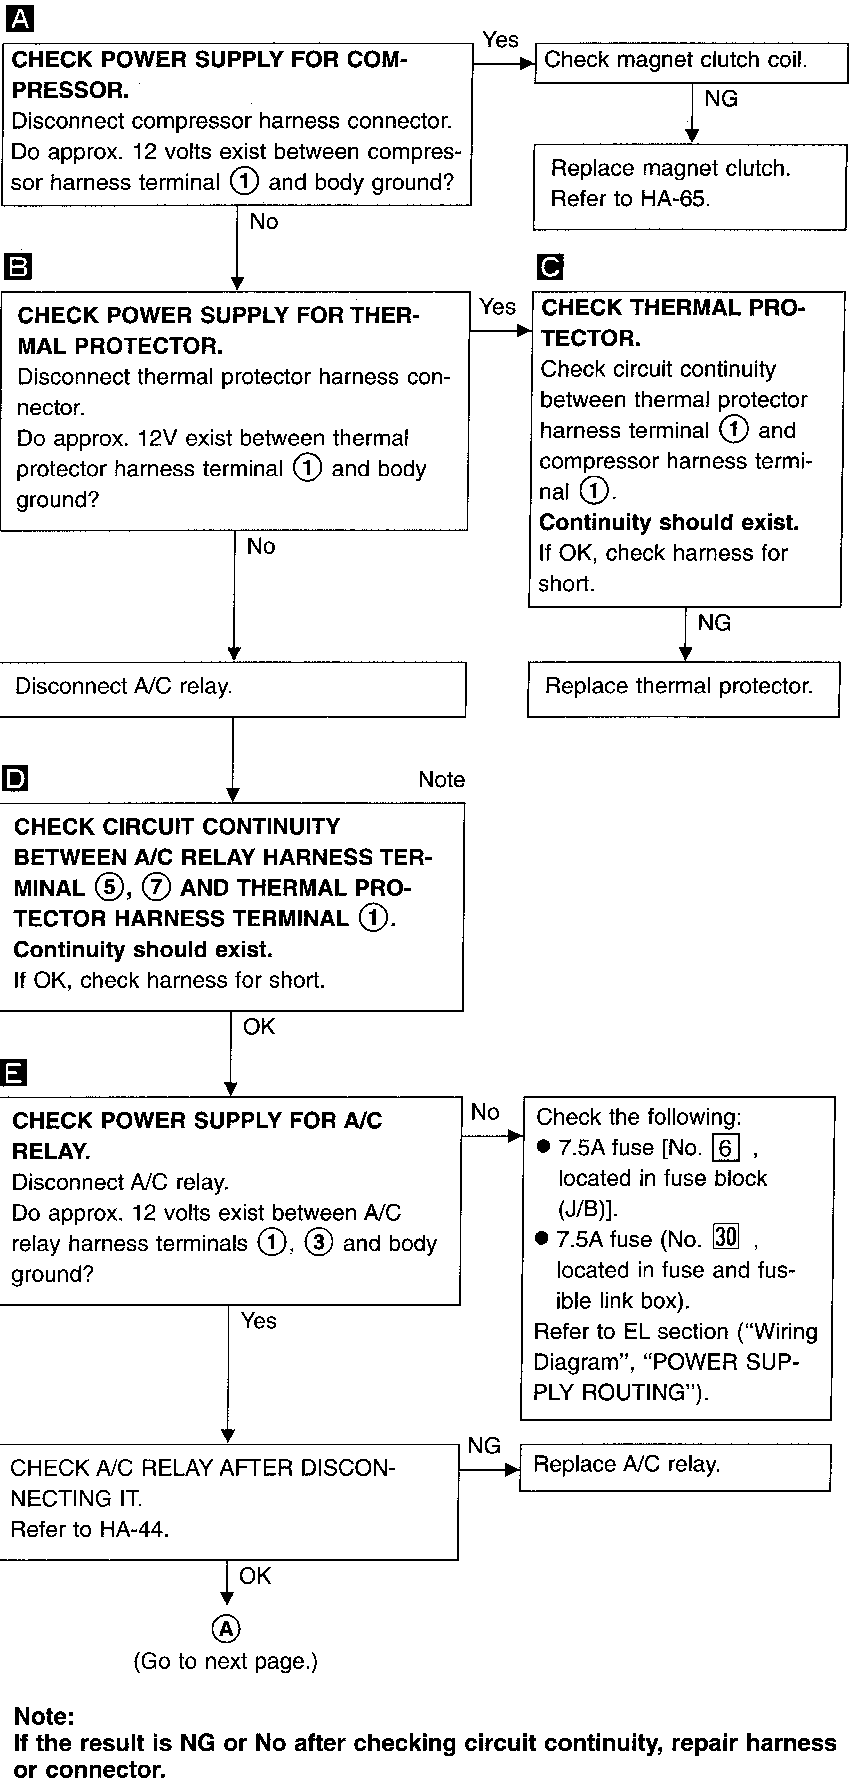 A
CHECK POWER SUPPLY FOR COM-
PRESSOR.
Disconnect compressor harness connector.
Do approx. 12 volts exist between compres-
sor harness terminal ① and body ground?
Yes
Check magnet clutch coil.
NG
Replace magnet clutch.
Refer to HA-65.
No
B
CHECK POWER SUPPLY FOR THER-
MAL PROTECTOR.
Disconnect thermal protector harness con-
nector.
Do approx. 12V exist between thermal
protector harness terminal ① and body
ground?
Yes
C
CHECK THERMAL PRO-
TECTOR.
Check circuit continuity
between thermal protector
harness terminal ① and
compressor harness termi-
nal ①.
Continuity should exist.
If OK, check harness for
short.
NG
Replace thermal protector.
No
Disconnect A/C relay.
D
Note
CHECK CIRCUIT CONTINUITY
BETWEEN A/C RELAY HARNESS TER-
MINAL ⑤, ⑦ AND THERMAL PRO-
TECTOR HARNESS TERMINAL ①.
Continuity should exist.
If OK, check harness for short.
OK
E
CHECK POWER SUPPLY FOR A/C
RELAY.
Disconnect A/C relay.
Do approx. 12 volts exist between A/C
relay harness terminals ①, ③ and body
ground?
No
Check the following:
● 7.5A fuse [No. 6 ,
located in fuse block
(J/B)].
● 7.5A fuse (No. 30 ,
located in fuse and fus-
ible link box).
Refer to EL section (“Wiring
Diagram”, “POWER SUP-
PLY ROUTING”).
Yes
CHECK A/C RELAY AFTER DISCON-
NECTING IT.
Refer to HA-44.
NG
Replace A/C relay.
OK
Ⓐ
(Go to next page.)
Note:
If the result is NG or No after checking circuit continuity, repair harness
or connector.